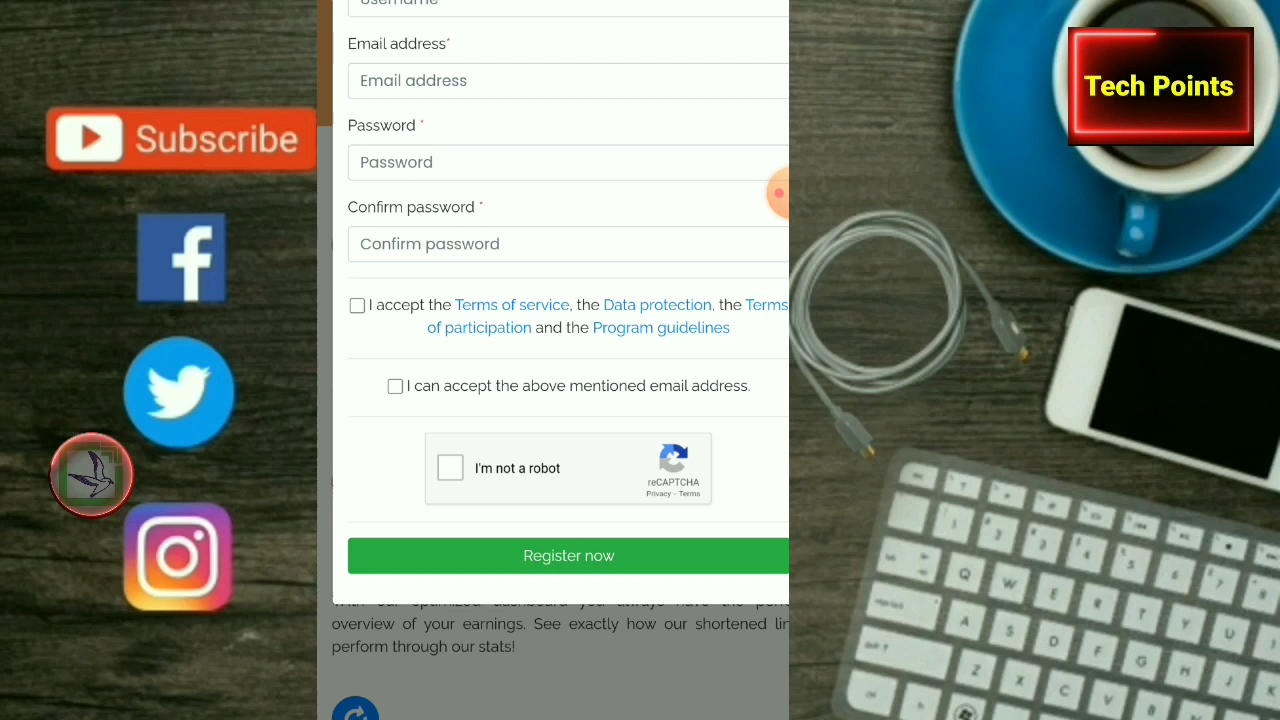 Username
Email address*
Email address
Password *
Password
Confirm password *
Confirm password
I accept the Terms of service, the Data protection, the Terms
of participation and the Program guidelines
I can accept the above mentioned email address.
I'm not a robot
reCAPTCHA
Privacy - Terms
Register now
overview of your earnings. See exactly how our shortened
perform through our stats!
Subscribe
Tech Points
Q W E R T Y U
A S D F G H J K
Z X C V B